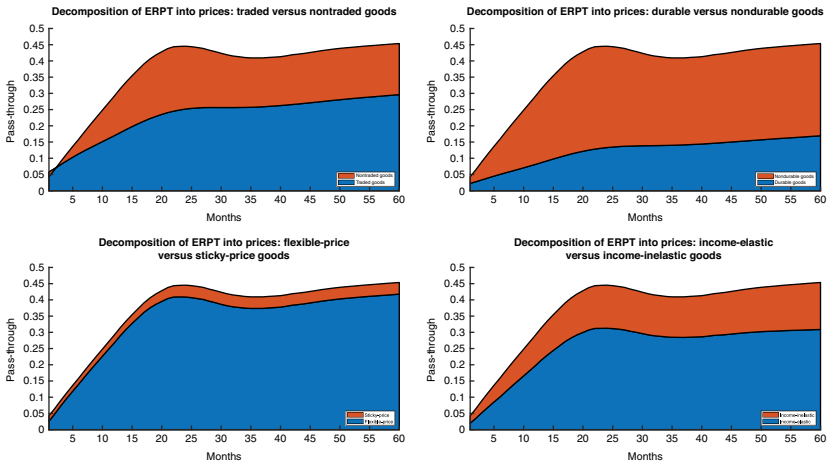 Decomposition of ERPT into prices: traded versus nontraded goods
Pass-through
0.5
0.45
0.4
0.35
0.3
0.25
0.2
0.15
0.1
0.05
0
5 10 15 20 25 30 35 40 45 50 55 60
Months
Nontraded goods
Traded goods
Decomposition of ERPT into prices: durable versus nondurable goods
Pass-through
0.5
0.45
0.4
0.35
0.3
0.25
0.2
0.15
0.1
0.05
0
5 10 15 20 25 30 35 40 45 50 55 60
Months
Nondurable goods
Durable goods
Decomposition of ERPT into prices: flexible-price
versus sticky-price goods
Pass-through
0.5
0.45
0.4
0.35
0.3
0.25
0.2
0.15
0.1
0.05
0
5 10 15 20 25 30 35 40 45 50 55 60
Months
Sticky-price
Flexible-price
Decomposition of ERPT into prices: income-elastic
versus income-inelastic goods
Pass-through
0.5
0.45
0.4
0.35
0.3
0.25
0.2
0.15
0.1
0.05
0
5 10 15 20 25 30 35 40 45 50 55 60
Months
Income-inelastic
Income-elastic